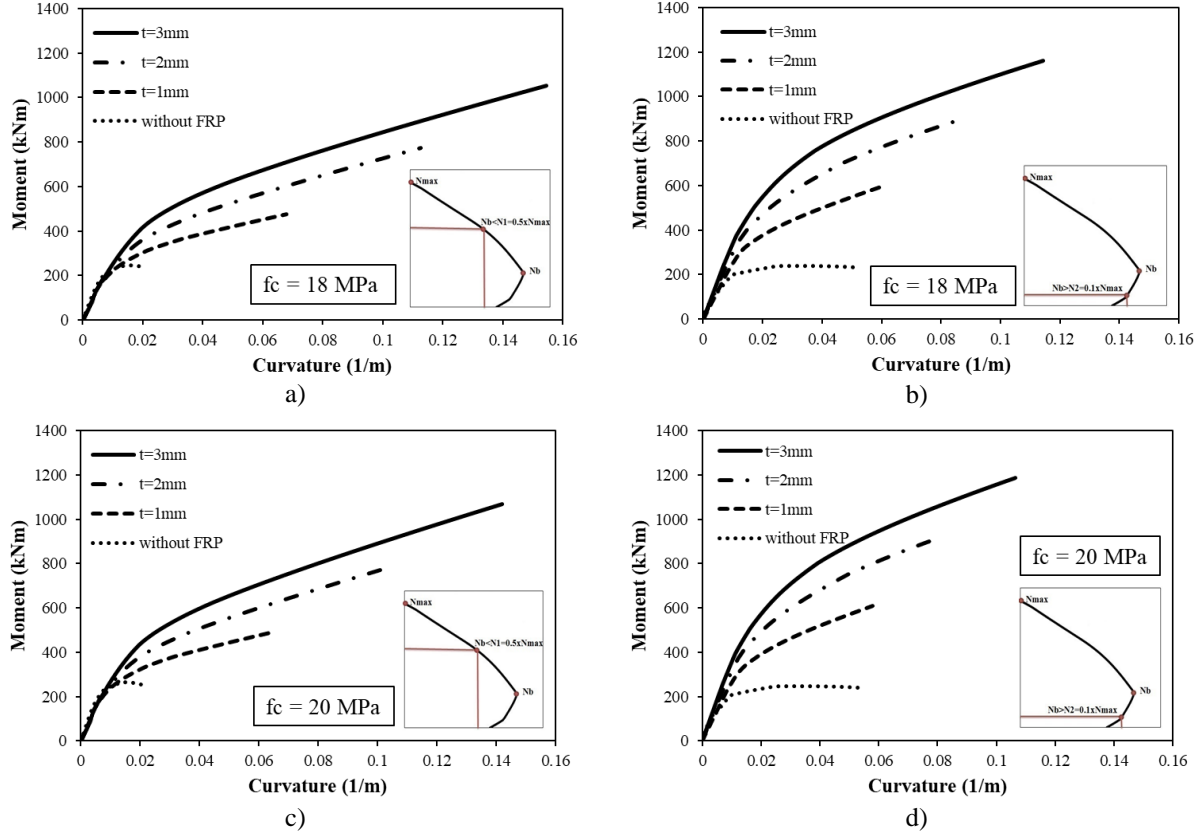 1400
1200
1000
800
600
400
200
0
Moment (kNm)
t=3mm
t=2mm
t=1mm
without FRP
Nmax
Nb<N1=0.5xNmax
Nb
fc = 18 MPa
0 0.02 0.04 0.06 0.08 0.1 0.12 0.14 0.16
Curvature (1/m)
a)
1400
1200
1000
800
600
400
200
0
Moment (kNm)
t=3mm
t=2mm
t=1mm
without FRP
Nmax
Nb
Nb>N2=0.1xNmax
fc = 18 MPa
0 0.02 0.04 0.06 0.08 0.1 0.12 0.14 0.16
Curvature (1/m)
b)
1400
1200
1000
800
600
400
200
0
Moment (kNm)
t=3mm
t=2mm
t=1mm
without FRP
Nmax
Nb<N1=0.5xNmax
Nb
fc = 20 MPa
0 0.02 0.04 0.06 0.08 0.1 0.12 0.14 0.16
Curvature (1/m)
c)
1400
1200
1000
800
600
400
200
0
Moment (kNm)
t=3mm
t=2mm
t=1mm
without FRP
fc = 20 MPa
Nmax
Nb
Nb>N2=0.1xNmax
0 0.02 0.04 0.06 0.08 0.1 0.12 0.14 0.16
Curvature (1/m)
d)